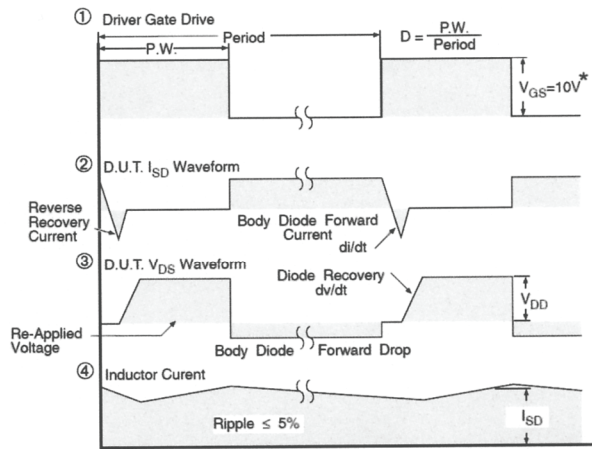 ① Driver Gate Drive
Period
P.W.
D = P.W.
Period
V_GS=10V*
② D.U.T. I_SD Waveform
Reverse
Recovery
Current
Body Diode Forward
Current
di/dt
③ D.U.T. V_DS Waveform
Diode Recovery
dv/dt
V_DD
Re-Applied
Voltage
Body Diode Forward Drop
④ Inductor Curent
Ripple ≤ 5%
I_SD